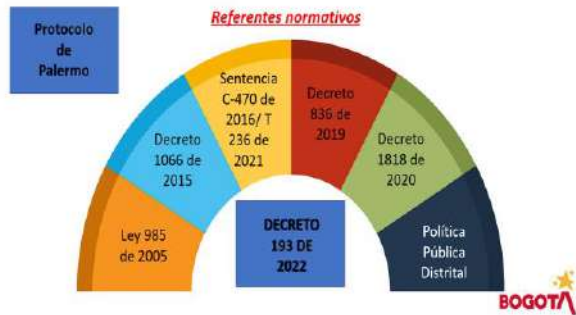 Referentes normativos
Protocolo
de
Palermo
Ley 985
de 2005
Decreto
1066 de
2015
Sentencia
C-470 de
2016/ T
236 de
2021
Decreto
836 de
2019
Decreto
1818 de
2020
Política
Pública
Distrital
DECRETO
193 DE
2022
BOGOTÁ